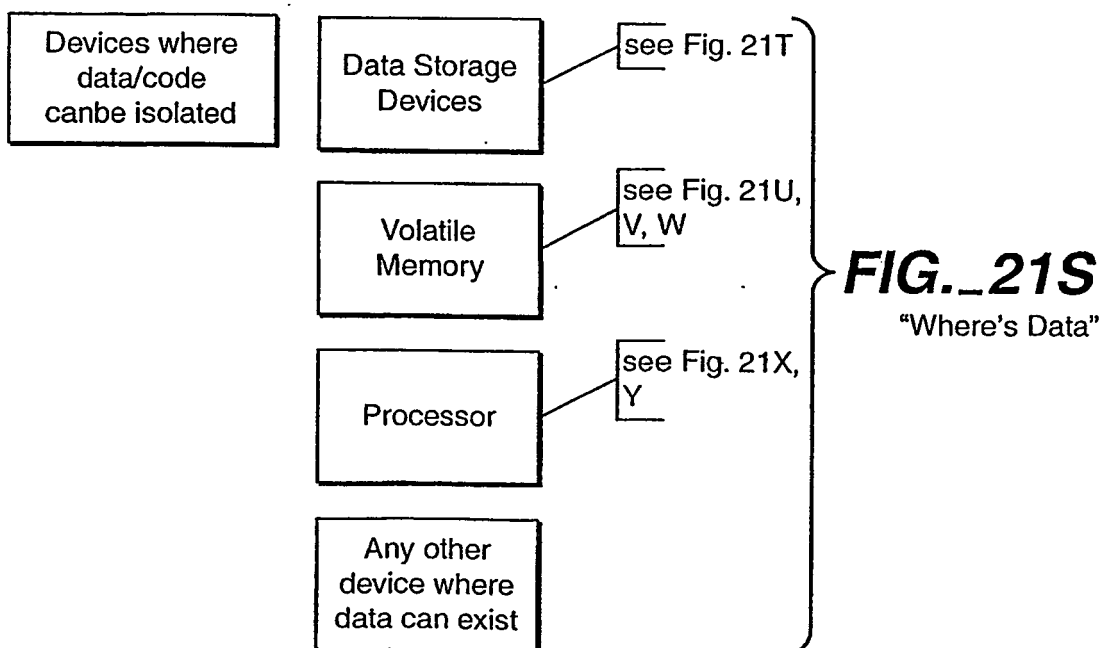 Devices where
data/code
canbe isolated
Data Storage
Devices
see Fig. 21T
Volatile
Memory
see Fig. 21U,
V, W
Processor
see Fig. 21X,
Y
Any other
device where
data can exist
FIG._21S
"Where's Data"